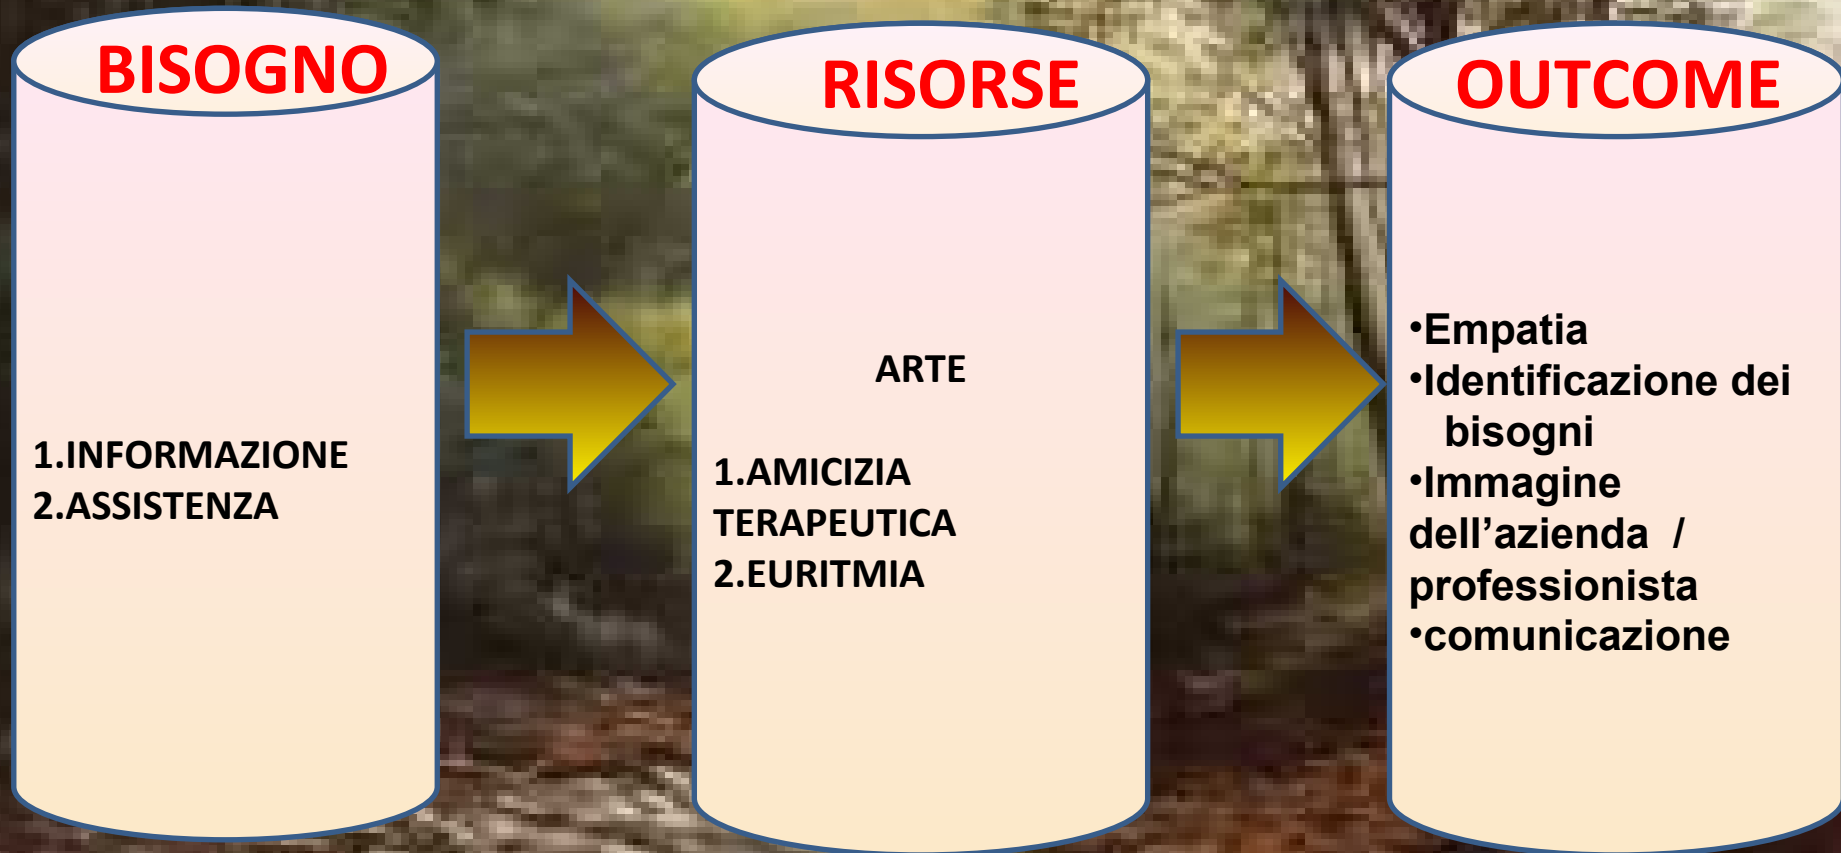 BISOGNO
1.INFORMAZIONE
2.ASSISTENZA
RISORSE
ARTE
1.AMICIZIA
TERAPEUTICA
2.EURITMIA
OUTCOME
•Empatia
•Identificazione dei
bisogni
•Immagine
dell’azienda /
professionista
•comunicazione